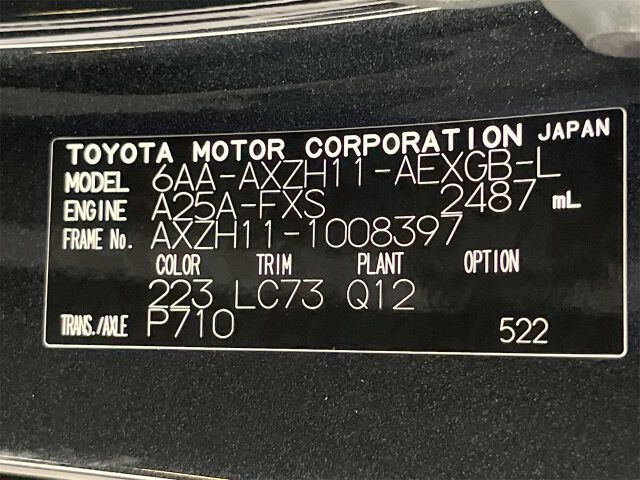 TOYOTA MOTOR CORPORATION JAPAN
MODEL 6AA-AXZH11-AEXGB-L
ENGINE A25A-FXS 2487 mL
FRAME No. AXZH11-1008397
COLOR TRIM PLANT OPTION
223 LC73 Q12
TRANS./AXLE P710 522